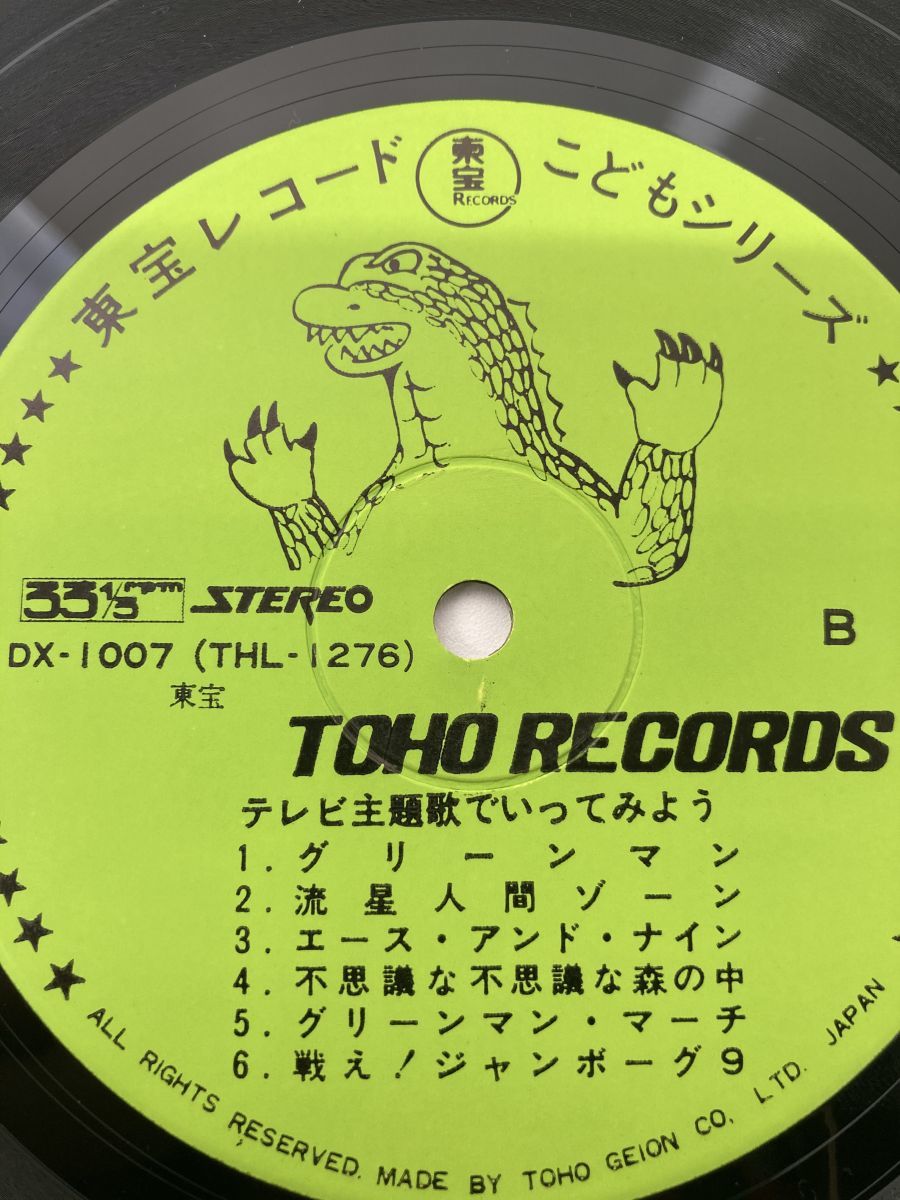 東宝レコード 東宝 RECORDS こどもシリーズ
33 1/3 rpm STEREO
B
DX-1007 (THL-1276)
東宝
TOHO RECORDS
テレビ主題歌でいってみよう
1. グリーンマン
2. 流星人間ゾーン
3. エース・アンド・ナイン
4. 不思議な不思議な森の中
5. グリーンマン・マーチ
6. 戦え!ジャンボーグ9
ALL RIGHTS RESERVED. MADE BY TOHO GEION CO., LTD. JAPAN